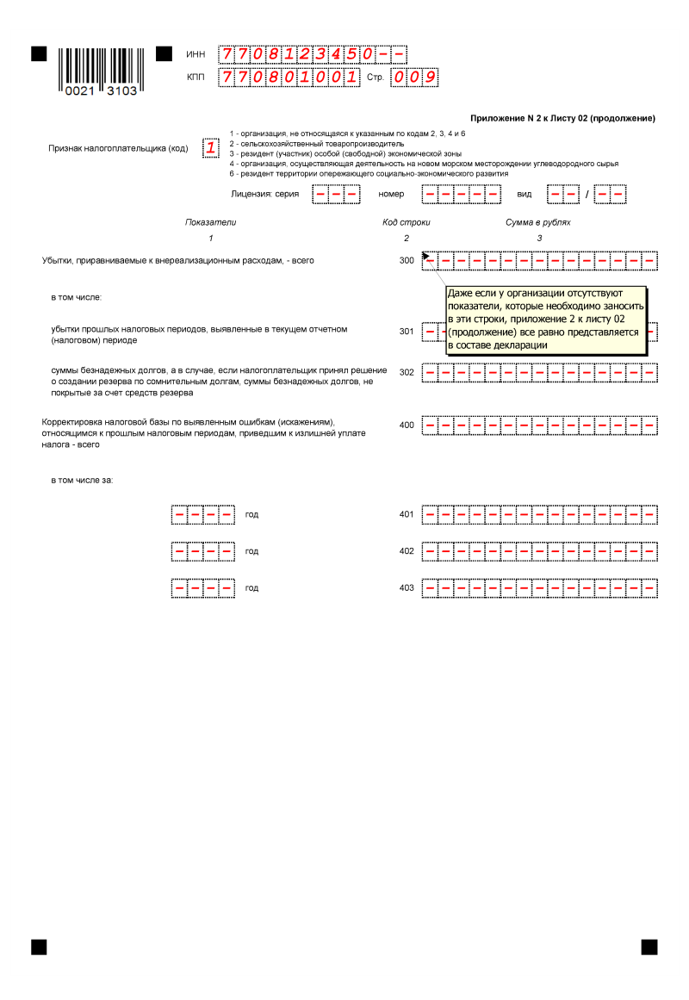 ИНН 7708123450--
КПП 770801001 Стр. 009
0021 3103
Приложение N 2 к Листу 02 (продолжение)
Признак налогоплательщика (код) 1
1 - организация, не относящаяся к указанным по кодам 2, 3, 4 и 6
2 - сельскохозяйственный товаропроизводитель
3 - резидент (участник) особой (свободной) экономической зоны
4 - организация, осуществляющая деятельность на новом морском месторождении углеводородного сырья
6 - резидент территории опережающего социально-экономического развития
Лицензия: серия --- номер ----- вид -- / --
Показатели Код строки Сумма в рублях
1 2 3
Убытки, приравниваемые к внереализационным расходам, - всего 300 ---------------
Даже если у организации отсутствуют
показатели, которые необходимо заносить
в эти строки, приложение 2 к листу 02
(продолжение) все равно представляется
в составе декларации
в том числе:
убытки прошлых налоговых периодов, выявленные в текущем отчетном
(налоговом) периоде
301 --
суммы безнадежных долгов, а в случае, если налогоплательщик принял решение
о создании резерва по сомнительным долгам, суммы безнадежных долгов, не
покрытые за счет средств резерва
302 ---------------
Корректировка налоговой базы по выявленным ошибкам (искажениям),
относящимся к прошлым налоговым периодам, приведшим к излишней уплате
налога - всего
400 ---------------
в том числе за:
---- год 401 ---------------
---- год 402 ---------------
---- год 403 ---------------